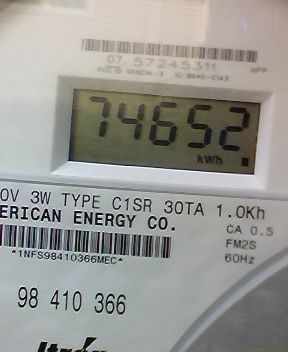 07 57245311
74652
kWh
0V 3W TYPE C1SR 30TA 1.0Kh
ERICAN ENERGY CO.
CA 0.5
FM2S
60Hz
*1NFS98410366MEC*
98 410 366
Itron